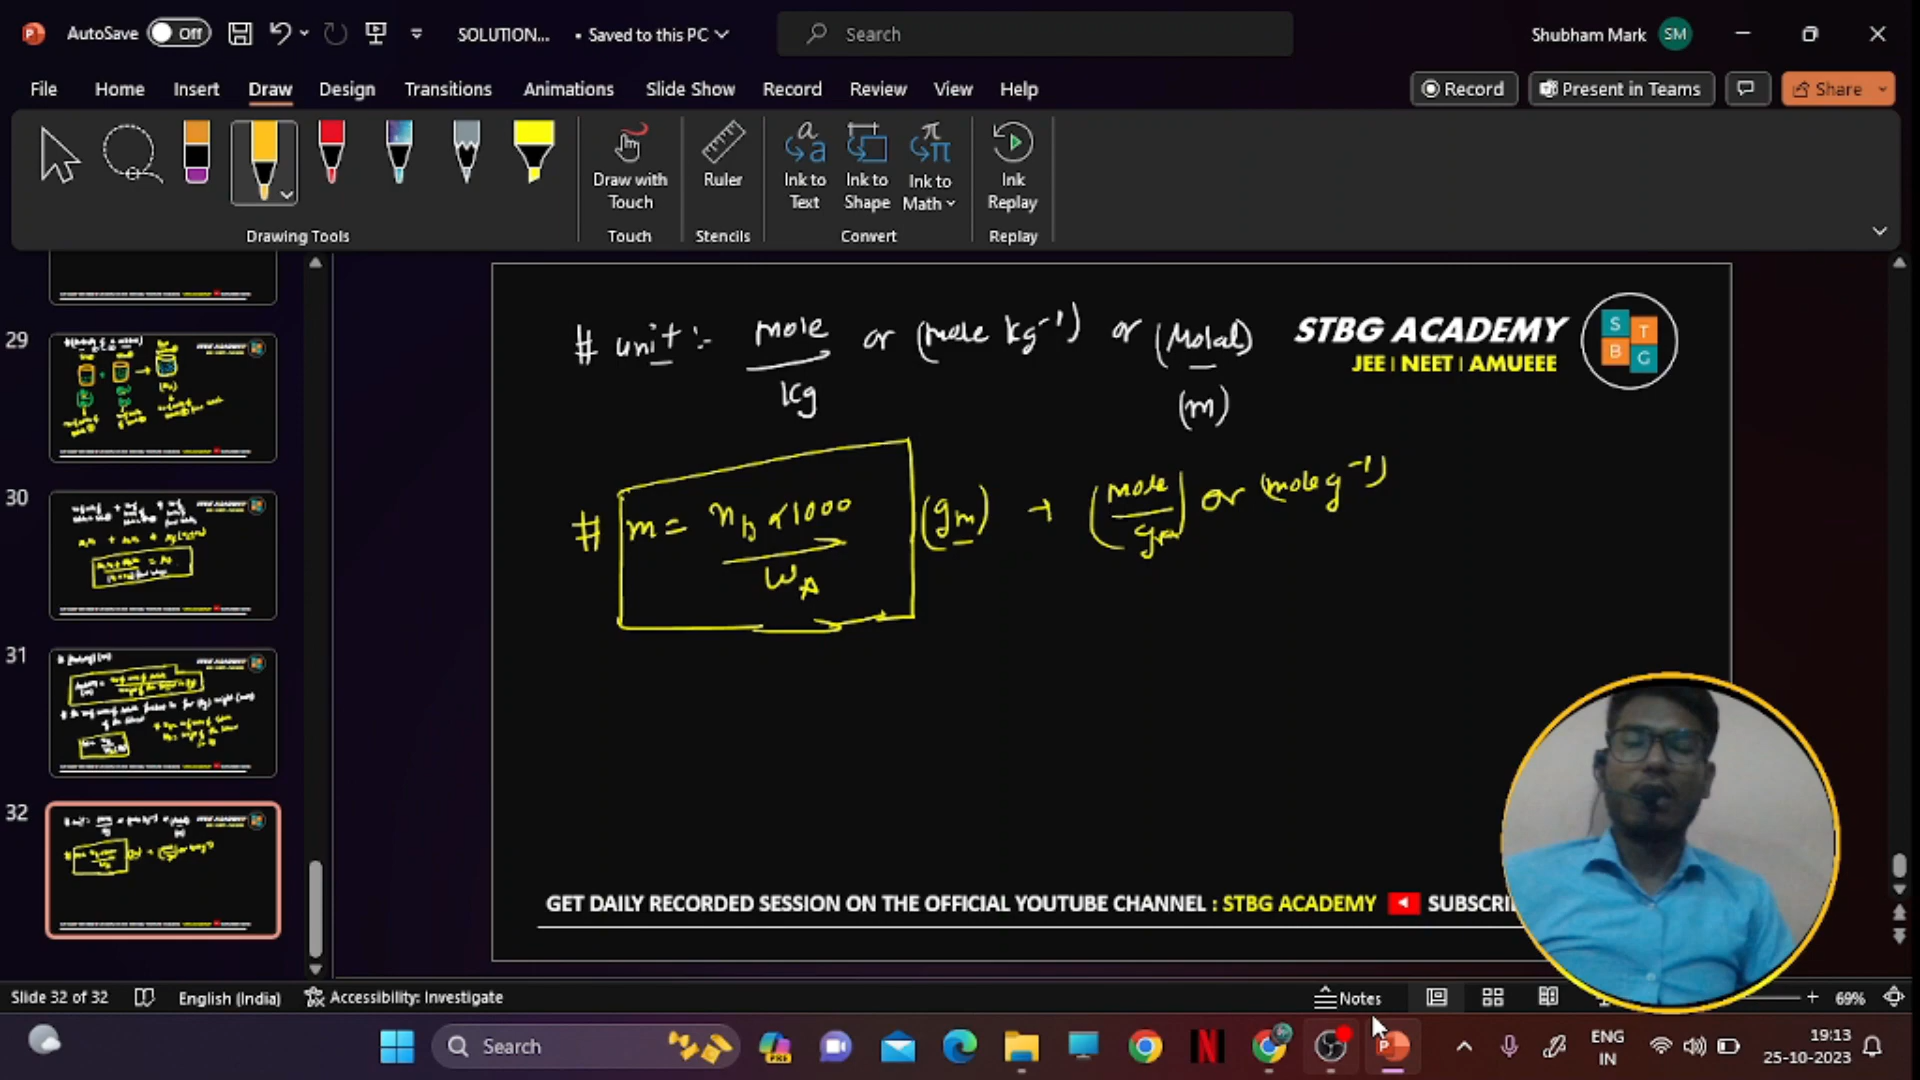 AutoSave Off SOLUTION... • Saved to this PC Search Shubham Mark SM
File Home Insert Draw Design Transitions Animations Slide Show Record Review View Help Record Present in Teams Share
Draw with Touch Ruler Ink to Text Ink to Shape Ink to Math Ink Replay
Drawing Tools Touch Stencils Convert Replay
29
30
31
32
# unit :- mole / kg or (mole kg⁻¹) or (Molal)
(m)
STBG ACADEMY
JEE | NEET | AMUEEE
S T B G
# m = n_B × 1000 / W_A (gm) → (mole / gm) or (mole g⁻¹)
GET DAILY RECORDED SESSION ON THE OFFICIAL YOUTUBE CHANNEL : STBG ACADEMY SUBSCRI
Slide 32 of 32 English (India) Accessibility: Investigate Notes 69%
Search ENG IN 19:13 25-10-2023